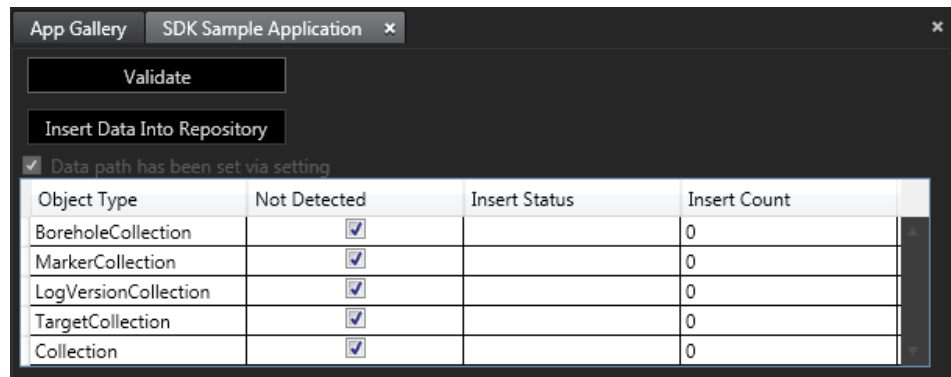 App Gallery SDK Sample Application ×
×
Validate
Insert Data Into Repository
Data path has been set via setting
Object Type Not Detected Insert Status Insert Count
BoreholeCollection 0
MarkerCollection 0
LogVersionCollection 0
TargetCollection 0
Collection 0